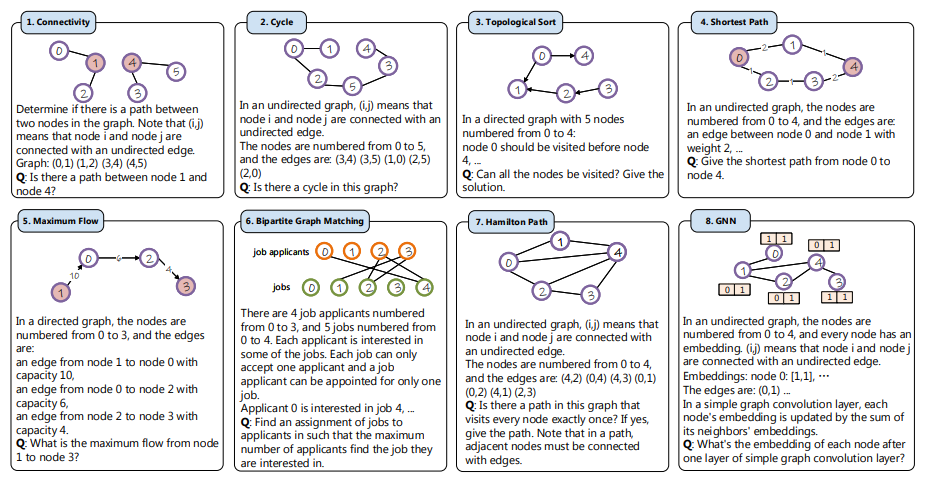 1. Connectivity
0
1
4
5
2
3
Determine if there is a path between
two nodes in the graph. Note that (i,j)
means that node i and node j are
connected with an undirected edge.
Graph: (0,1) (1,2) (3,4) (4,5)
Q: Is there a path between node 1 and
node 4?
2. Cycle
0
1
4
3
2
5
In an undirected graph, (i,j) means that
node i and node j are connected with an
undirected edge.
The nodes are numbered from 0 to 5,
and the edges are: (3,4) (3,5) (1,0) (2,5)
(2,0)
Q: Is there a cycle in this graph?
3. Topological Sort
0
4
1
2
3
In a directed graph with 5 nodes
numbered from 0 to 4:
node 0 should be visited before node
4, ...
Q: Can all the nodes be visited? Give the
solution.
4. Shortest Path
0
2
1
1
4
1
2
1
3
2
In an undirected graph, the nodes are
numbered from 0 to 4, and the edges are:
an edge between node 0 and node 1 with
weight 2, ...
Q: Give the shortest path from node 0 to
node 4.
5. Maximum Flow
0
6
2
10
4
1
3
In a directed graph, the nodes are
numbered from 0 to 3, and the edges
are:
an edge from node 1 to node 0 with
capacity 10,
an edge from node 0 to node 2 with
capacity 6,
an edge from node 2 to node 3 with
capacity 4.
Q: What is the maximum flow from node
1 to node 3?
6. Bipartite Graph Matching
job applicants 0 1 2 3
jobs 0 1 2 3 4
There are 4 job applicants numbered
from 0 to 3, and 5 jobs numbered from
0 to 4. Each applicant is interested in
some of the jobs. Each job can only
accept one applicant and a job
applicant can be appointed for only one
job.
Applicant 0 is interested in job 4, ...
Q: Find an assignment of jobs to
applicants in such that the maximum
number of applicants find the job they
are interested in.
7. Hamilton Path
1
0
4
2
3
In an undirected graph, (i,j) means that
node i and node j are connected with
an undirected edge.
The nodes are numbered from 0 to 4,
and the edges are: (4,2) (0,4) (4,3) (0,1)
(0,2) (4,1) (2,3)
Q: Is there a path in this graph that
visits every node exactly once? If yes,
give the path. Note that in a path,
adjacent nodes must be connected
with edges.
8. GNN
1 1
0 1
0
4
1
2
3
0 1
0 1
1 1
In an undirected graph, the nodes are
numbered from 0 to 4, and every node has an
embedding. (i,j) means that node i and node j
are connected with an undirected edge.
Embeddings: node 0: [1,1], ⋯
The edges are: (0,1) ...
In a simple graph convolution layer, each
node's embedding is updated by the sum of
its neighbors' embeddings.
Q: What's the embedding of each node after
one layer of simple graph convolution layer?